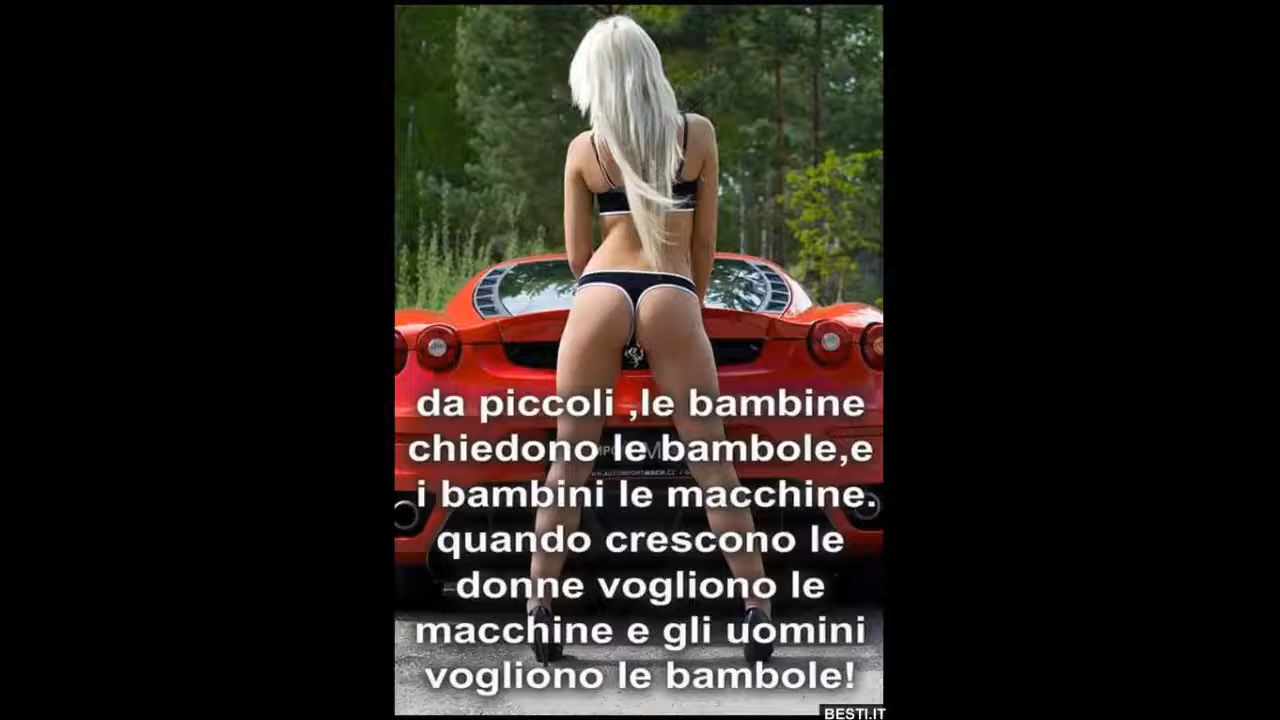 da piccoli ,le bambine
chiedono le bambole,e
i bambini le macchine.
quando crescono le
donne vogliono le
macchine e gli uomini
vogliono le bambole!
BESTI.IT